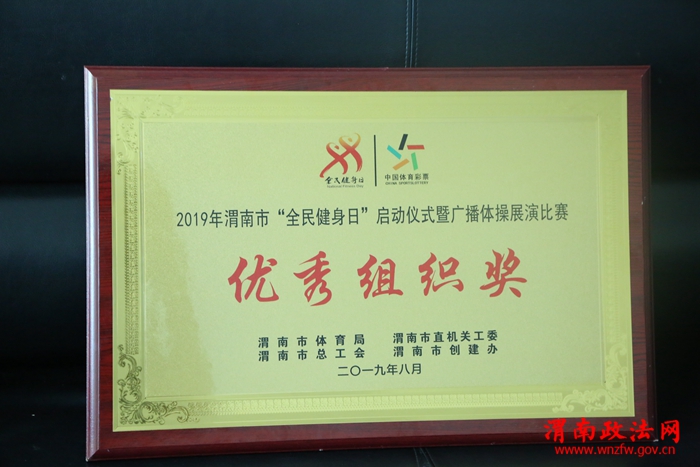 全民健身日
中国体育彩票
CHINA SPORTS LOTTERY
2019年渭南市“全民健身日”启动仪式暨广播体操展演比赛
优秀组织奖
渭南市体育局 渭南市直机关工委
渭南市总工会 渭南市创建办
二〇一九年八月
渭南政法网
www.wnzfw.gov.cn